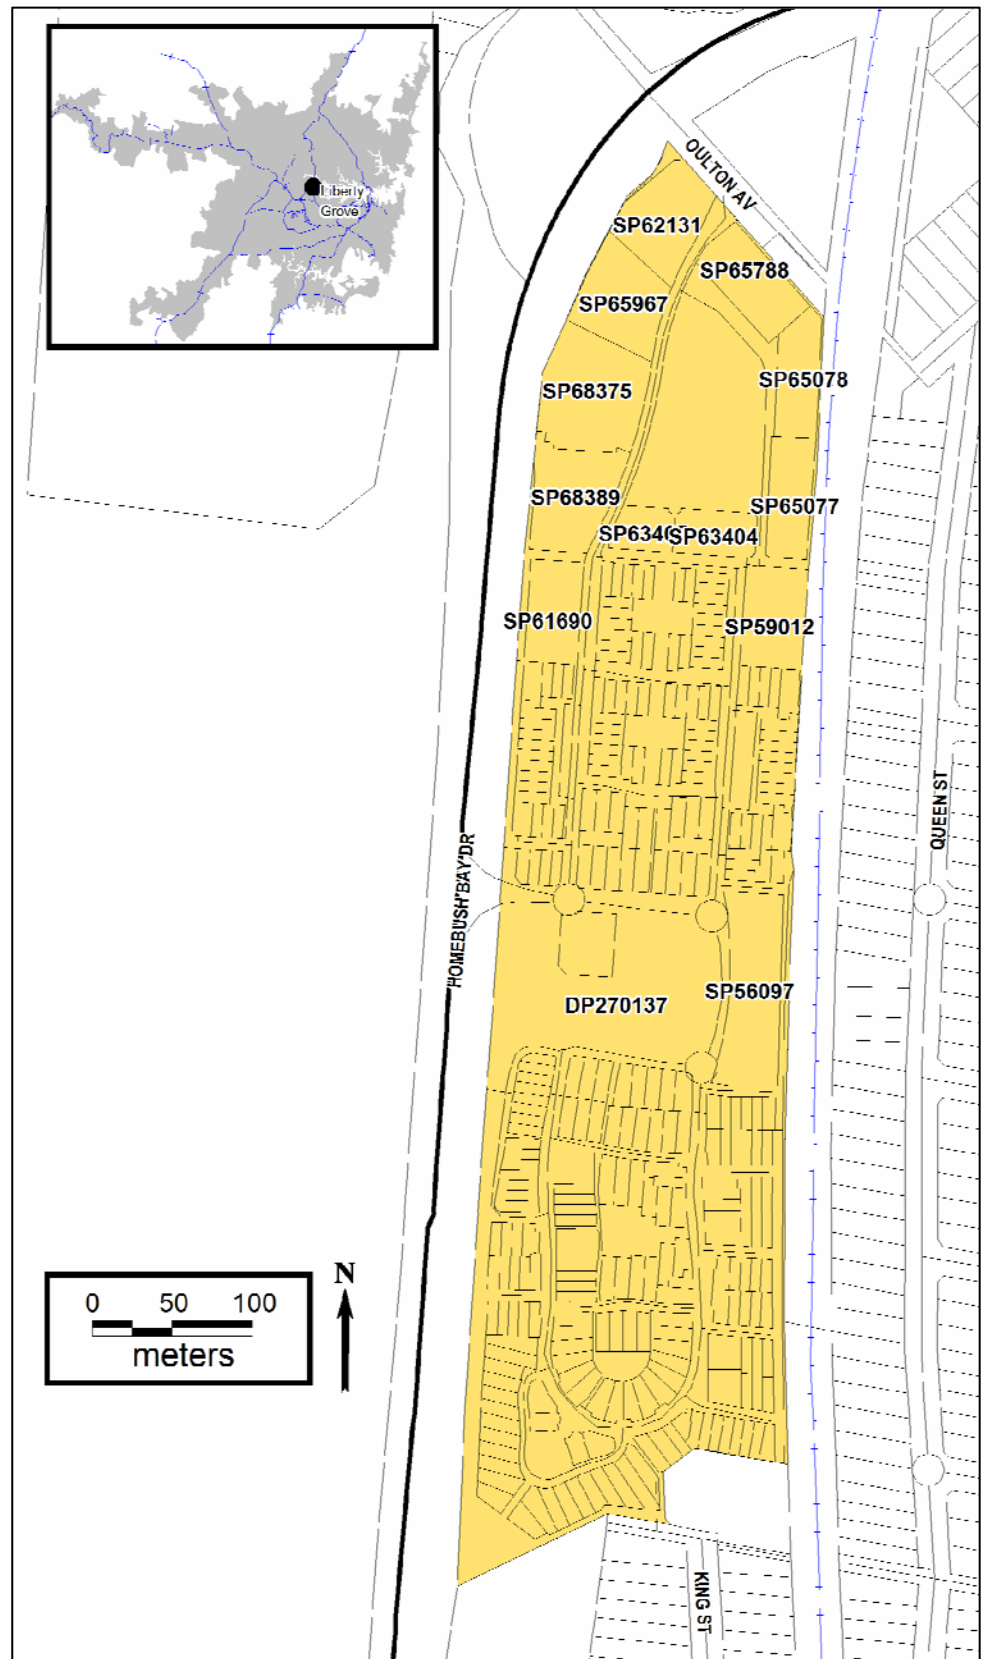 Liberty
Grove
OULTON AV
SP62131
SP65788
SP65967
SP65078
SP68375
SP68389
SP65077
SP63404
SP61690
SP59012
QUEEN ST
HOMEBUSH BAY DR
SP56097
DP270137
N
0 50 100
meters
KING ST